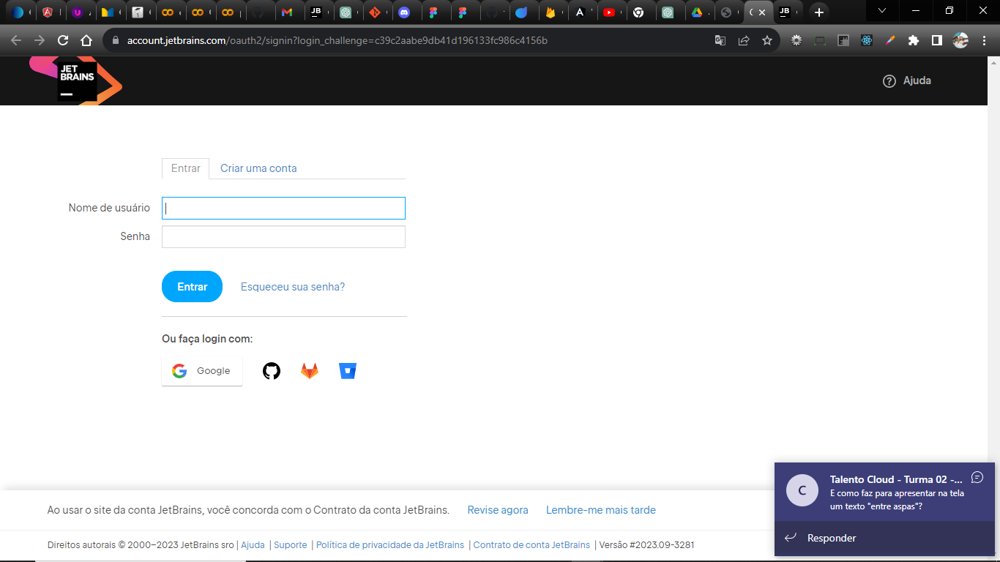 account.jetbrains.com/oauth2/signin?login_challenge=c39c2aabe9db41d196133fc986c4156b
JET
BRAINS
Ajuda
Entrar
Criar uma conta
Nome de usuário
Senha
Entrar
Esqueceu sua senha?
Ou faça login com:
Google
Talento Cloud - Turma 02 -...
E como faz para apresentar na tela
um texto "entre aspas"?
Responder
Ao usar o site da conta JetBrains, você concorda com o Contrato da conta JetBrains. Revise agora Lembre-me mais tarde
Direitos autorais © 2000–2023 JetBrains sro | Ajuda | Suporte | Política de privacidade da JetBrains | Contrato de conta JetBrains | Versão #2023.09-3281